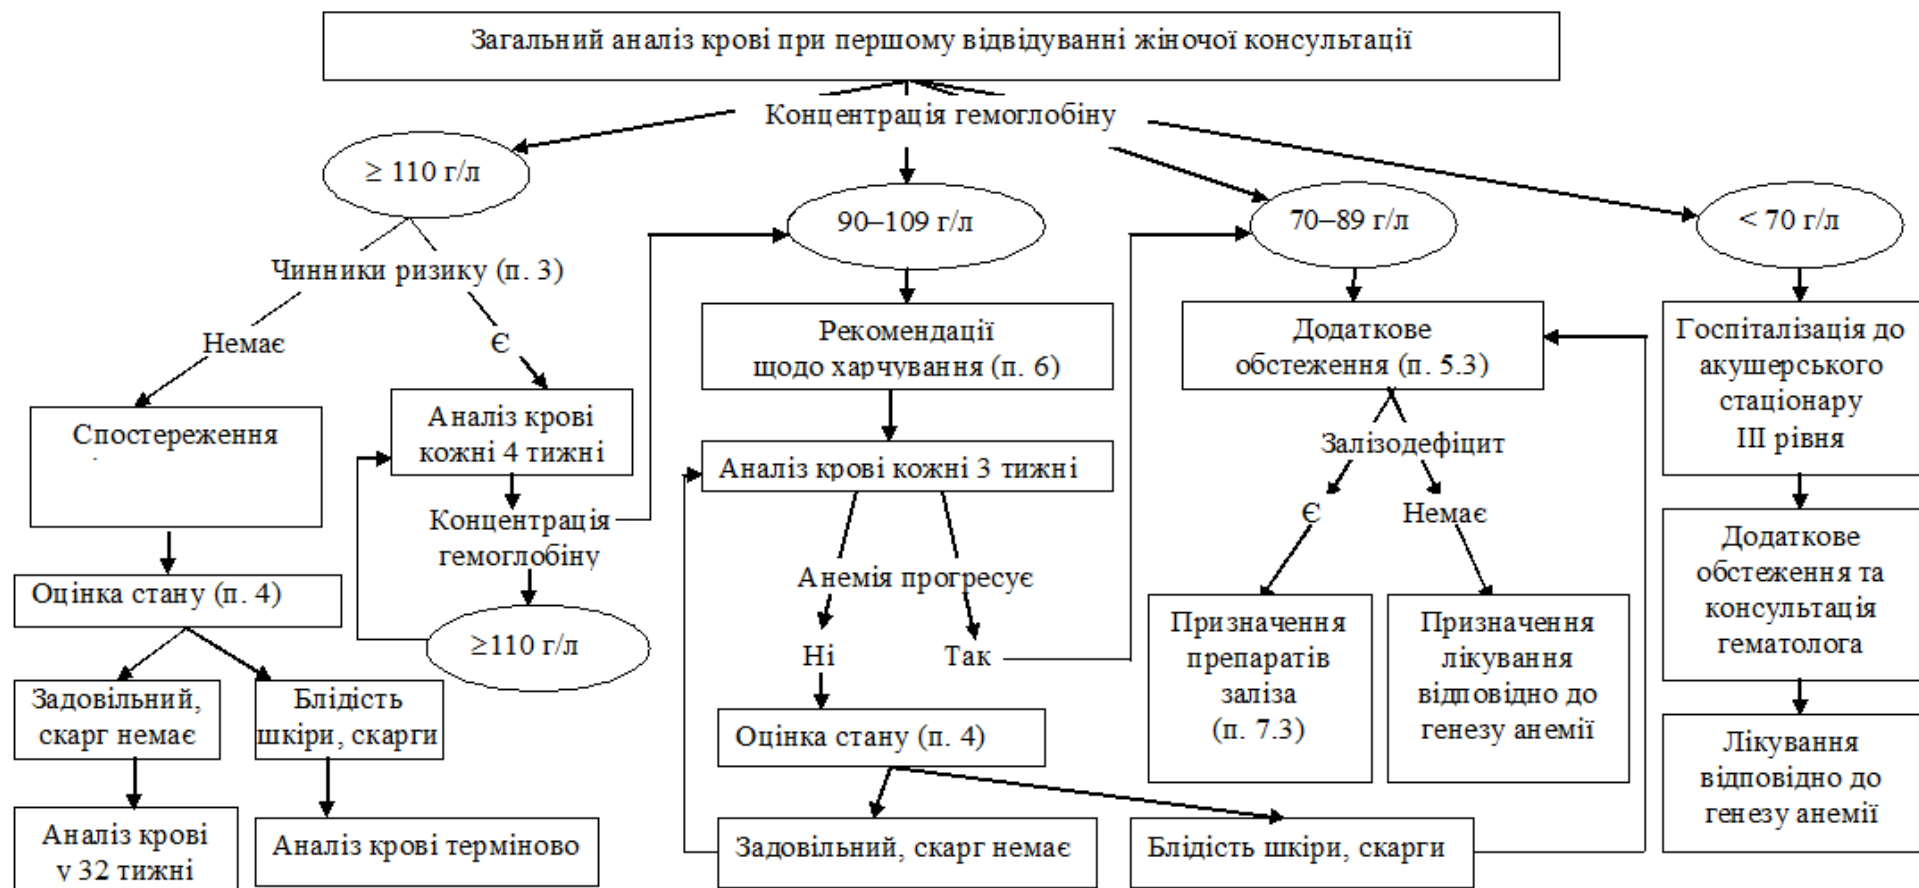 Загальний аналіз крові при першому відвідуванні жіночої консультації
Концентрація гемоглобіну
≥ 110 г/л
90–109 г/л
70–89 г/л
< 70 г/л
Чинники ризику (п. 3)
Немає
Є
Спостереження
Оцінка стану (п. 4)
Задовільний,
скарг немає
Блідість
шкіри, скарги
Аналіз крові
у 32 тижні
Аналіз крові терміново
Аналіз крові
кожні 4 тижні
Концентрація
гемоглобіну
≥110 г/л
Рекомендації
щодо харчування (п. 6)
Аналіз крові кожні 3 тижні
Анемія прогресує
Ні
Так
Оцінка стану (п. 4)
Задовільний, скарг немає
Блідість шкіри, скарги
Додаткове
обстеження (п. 5.3)
Залізодефіцит
Є
Немає
Призначення
препаратів
заліза
(п. 7.3)
Призначення
лікування
відповідно до
генезу анемії
Госпіталізація до
акушерського
стаціонару
III рівня
Додаткове
обстеження та
консультація
гематолога
Лікування
відповідно до
генезу анемії